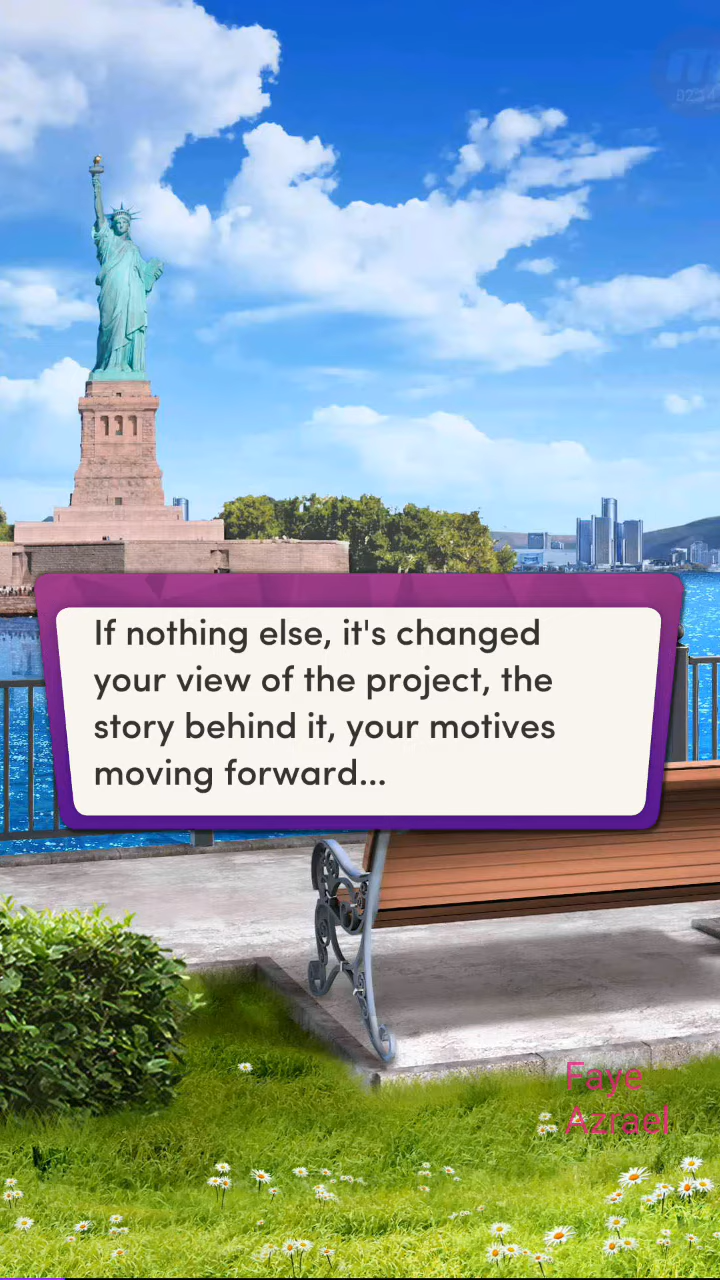 If nothing else, it's changed
your view of the project, the
story behind it, your motives
moving forward...
Faye
Azrael